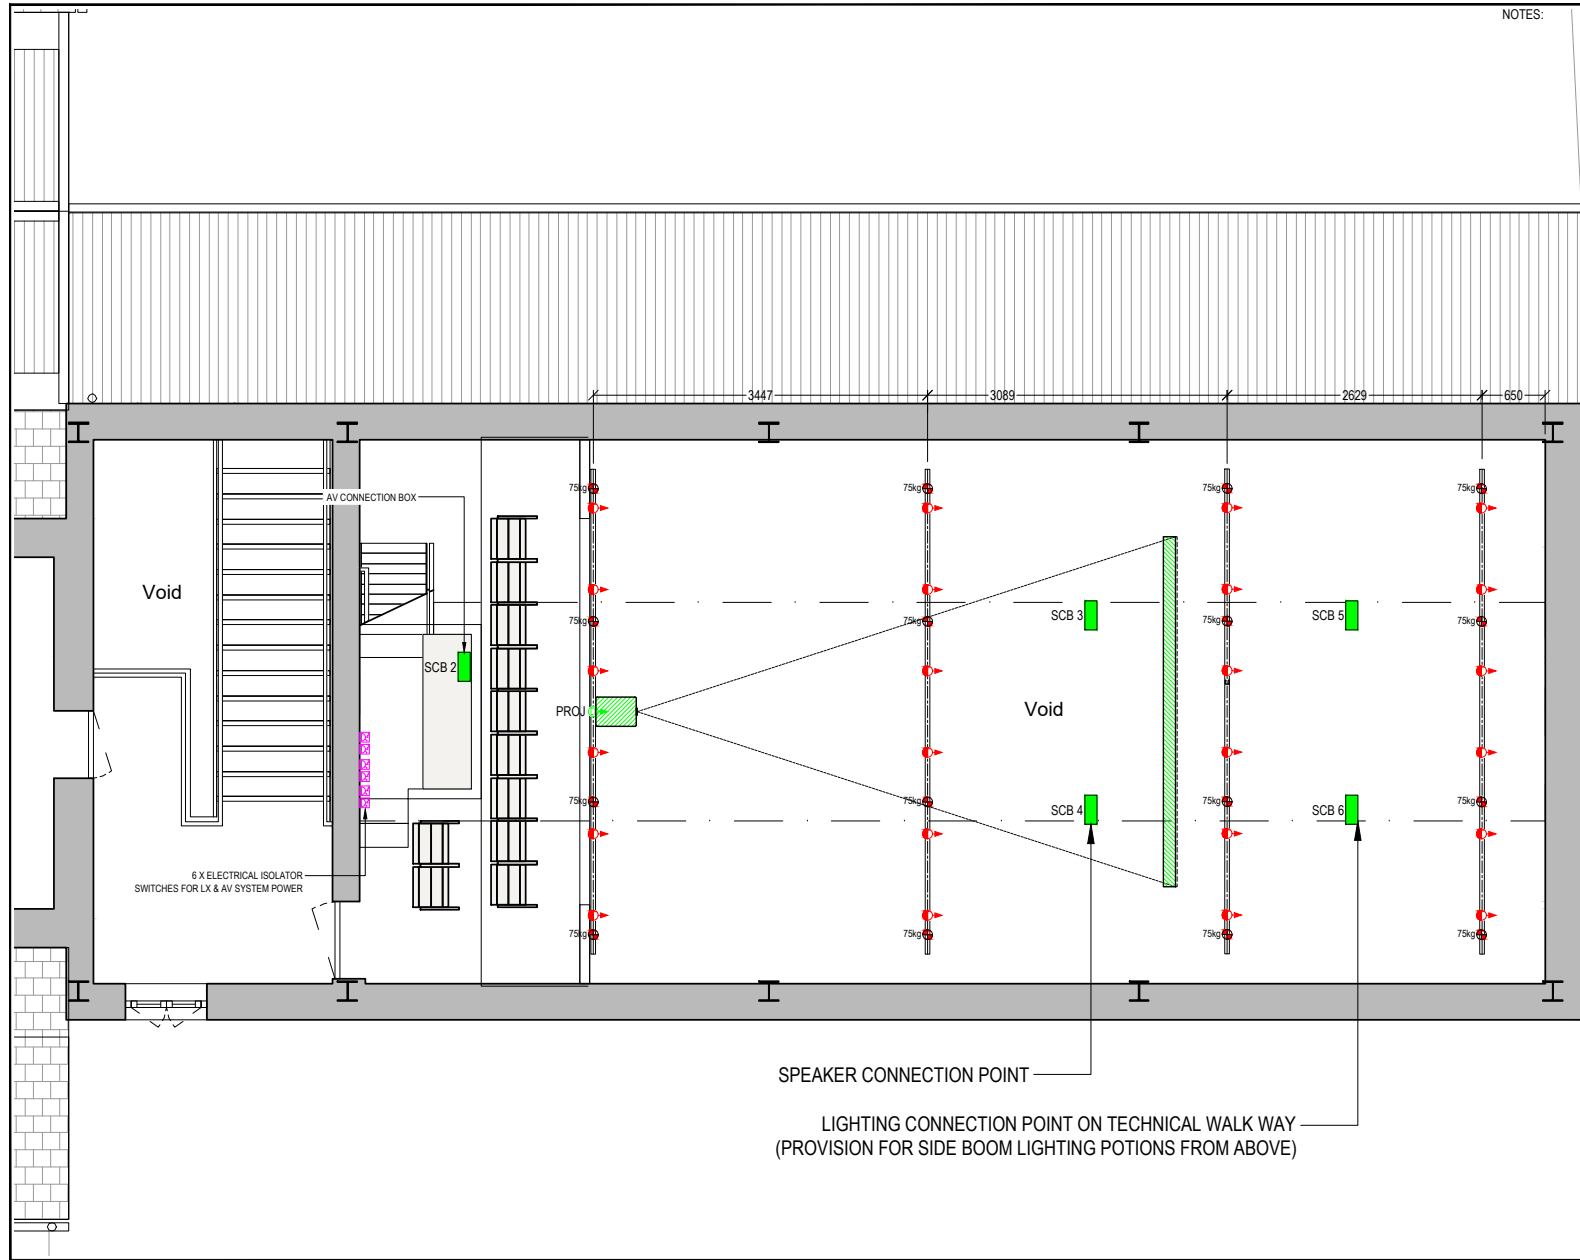 NOTES:
3447
3089
2629
650
75kg
75kg
75kg
75kg
AV CONNECTION BOX
Void
SCB 3
SCB 5
75kg
75kg
75kg
75kg
SCB 2
PROJ
Void
75kg
75kg
75kg
75kg
SCB 4
SCB 6
6 X ELECTRICAL ISOLATOR
SWITCHES FOR LX & AV SYSTEM POWER
75kg
75kg
75kg
75kg
SPEAKER CONNECTION POINT
LIGHTING CONNECTION POINT ON TECHNICAL WALK WAY
(PROVISION FOR SIDE BOOM LIGHTING POTIONS FROM ABOVE)